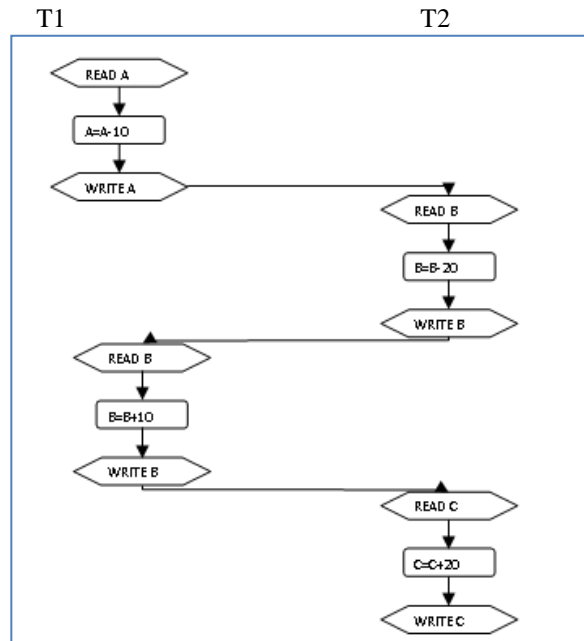 T1 T2
READ A
A=A-10
WRITE A
READ B
B=B-20
WRITE B
READ B
B=B+10
WRITE B
READ C
C=C+20
WRITE C